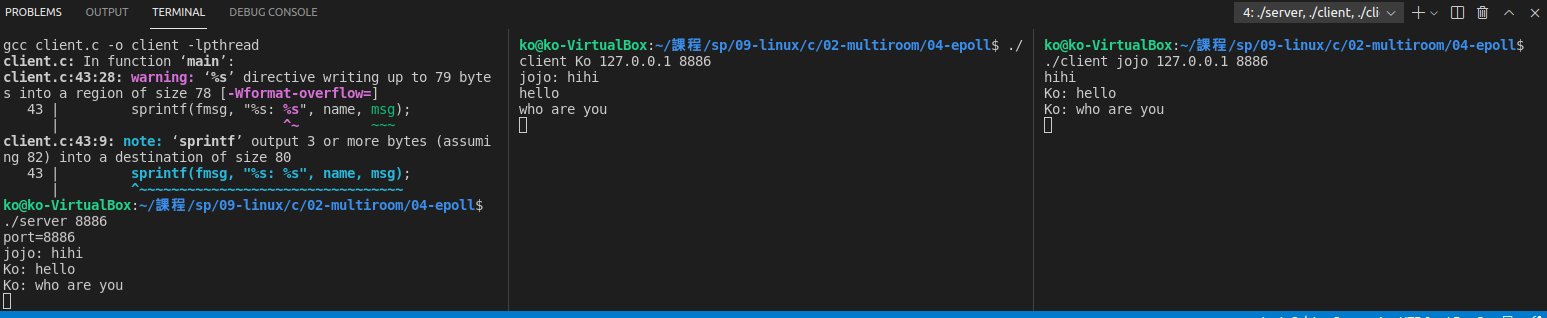 PROBLEMS OUTPUT TERMINAL DEBUG CONSOLE 4: ./server, ./client, ./cli
gcc client.c -o client -lpthread
client.c: In function ‘main’:
client.c:43:28: warning: ‘%s’ directive writing up to 79 byte
s into a region of size 78 [-Wformat-overflow=]
43 | sprintf(fmsg, "%s: %s", name, msg);
| ^~ ~~~
client.c:43:9: note: ‘sprintf’ output 3 or more bytes (assumi
ng 82) into a destination of size 80
43 | sprintf(fmsg, "%s: %s", name, msg);
| ^~~~~~~~~~~~~~~~~~~~~~~~~~~~~~~~~~
ko@ko-VirtualBox:~/課程/sp/09-linux/c/02-multiroom/04-epoll$
./server 8886
port=8886
jojo: hihi
Ko: hello
Ko: who are you
ko@ko-VirtualBox:~/課程/sp/09-linux/c/02-multiroom/04-epoll$ ./
client Ko 127.0.0.1 8886
jojo: hihi
hello
who are you
ko@ko-VirtualBox:~/課程/sp/09-linux/c/02-multiroom/04-epoll$
./client jojo 127.0.0.1 8886
hihi
Ko: hello
Ko: who are you